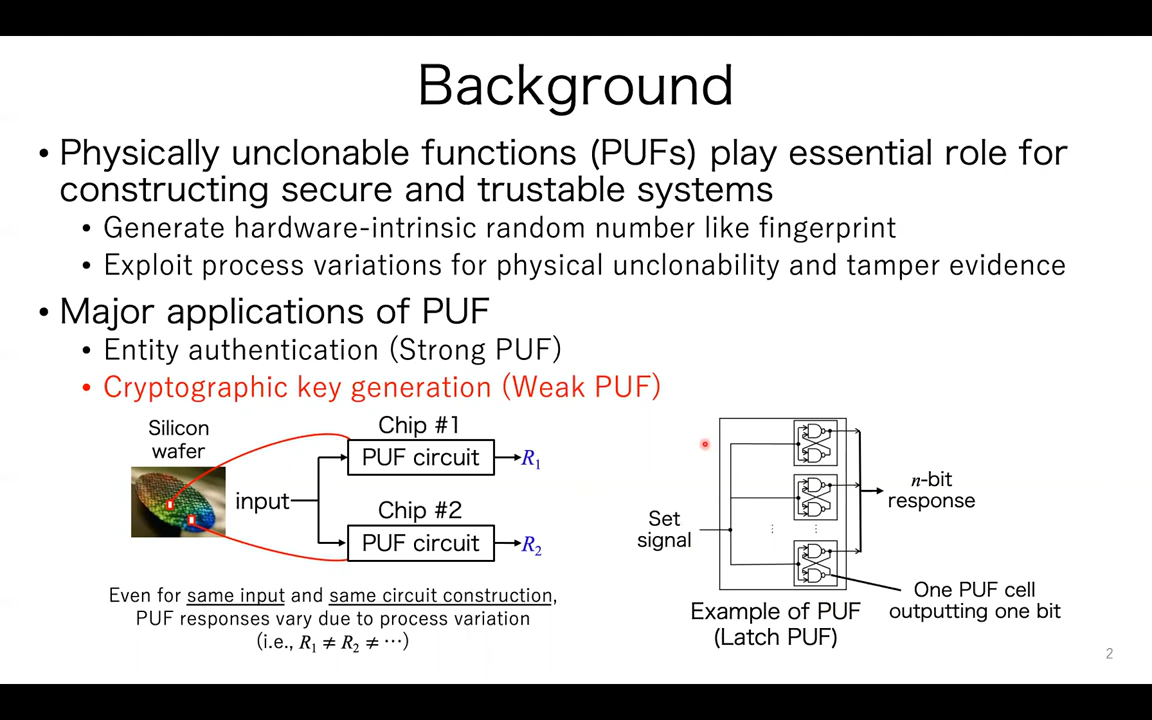 Background
• Physically unclonable functions (PUFs) play essential role for
constructing secure and trustable systems
• Generate hardware-intrinsic random number like fingerprint
• Exploit process variations for physical unclonability and tamper evidence
• Major applications of PUF
• Entity authentication (Strong PUF)
• Cryptographic key generation (Weak PUF)
Silicon
wafer
input
Chip #1
PUF circuit
R₁
Chip #2
PUF circuit
R₂
Even for same input and same circuit construction,
PUF responses vary due to process variation
(i.e., R₁ ≠ R₂ ≠ ⋯)
Set
signal
n-bit
response
One PUF cell
outputting one bit
Example of PUF
(Latch PUF)
2